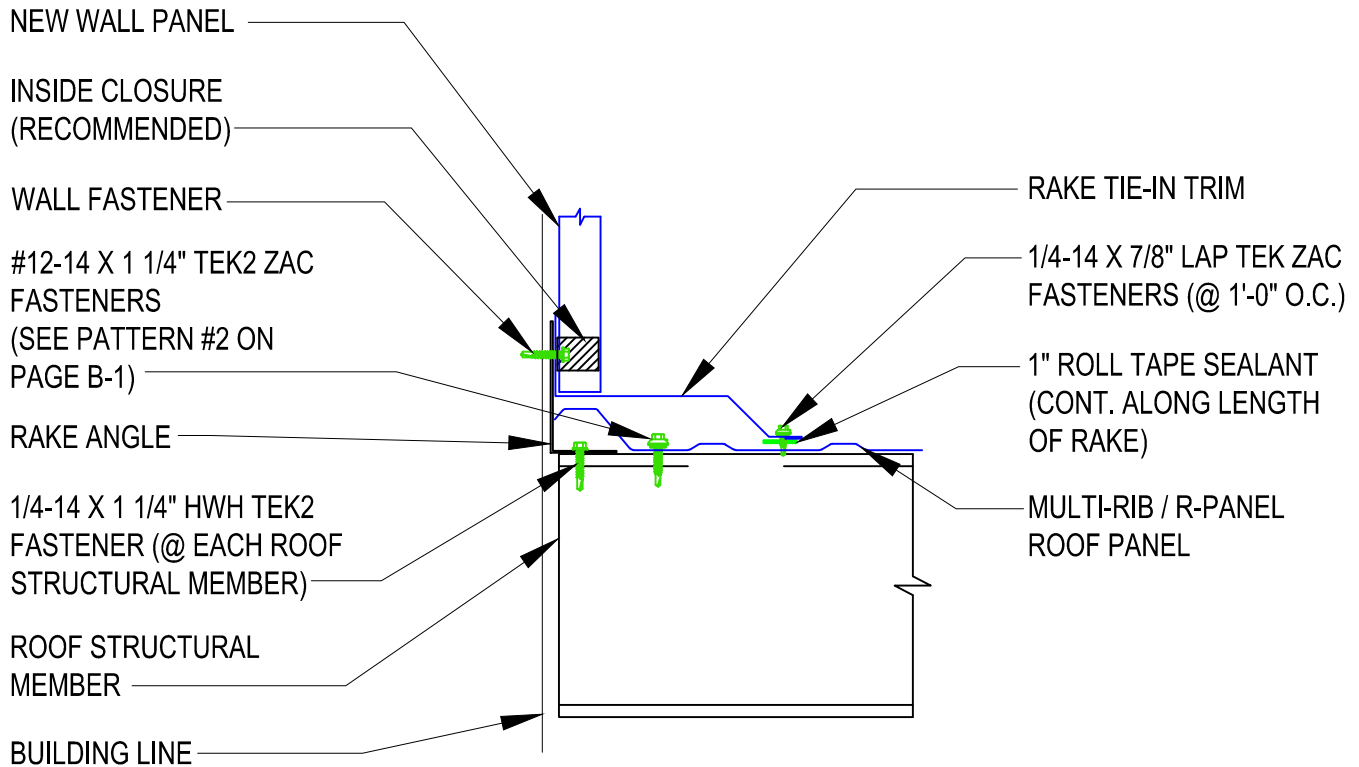 NEW WALL PANEL
INSIDE CLOSURE
(RECOMMENDED)
WALL FASTENER
#12-14 X 1 1/4" TEK2 ZAC
FASTENERS
(SEE PATTERN #2 ON
PAGE B-1)
RAKE ANGLE
1/4-14 X 1 1/4" HWH TEK2
FASTENER (@ EACH ROOF
STRUCTURAL MEMBER)
ROOF STRUCTURAL
MEMBER
BUILDING LINE
RAKE TIE-IN TRIM
1/4-14 X 7/8" LAP TEK ZAC
FASTENERS (@ 1'-0" O.C.)
1" ROLL TAPE SEALANT
(CONT. ALONG LENGTH
OF RAKE)
MULTI-RIB / R-PANEL
ROOF PANEL